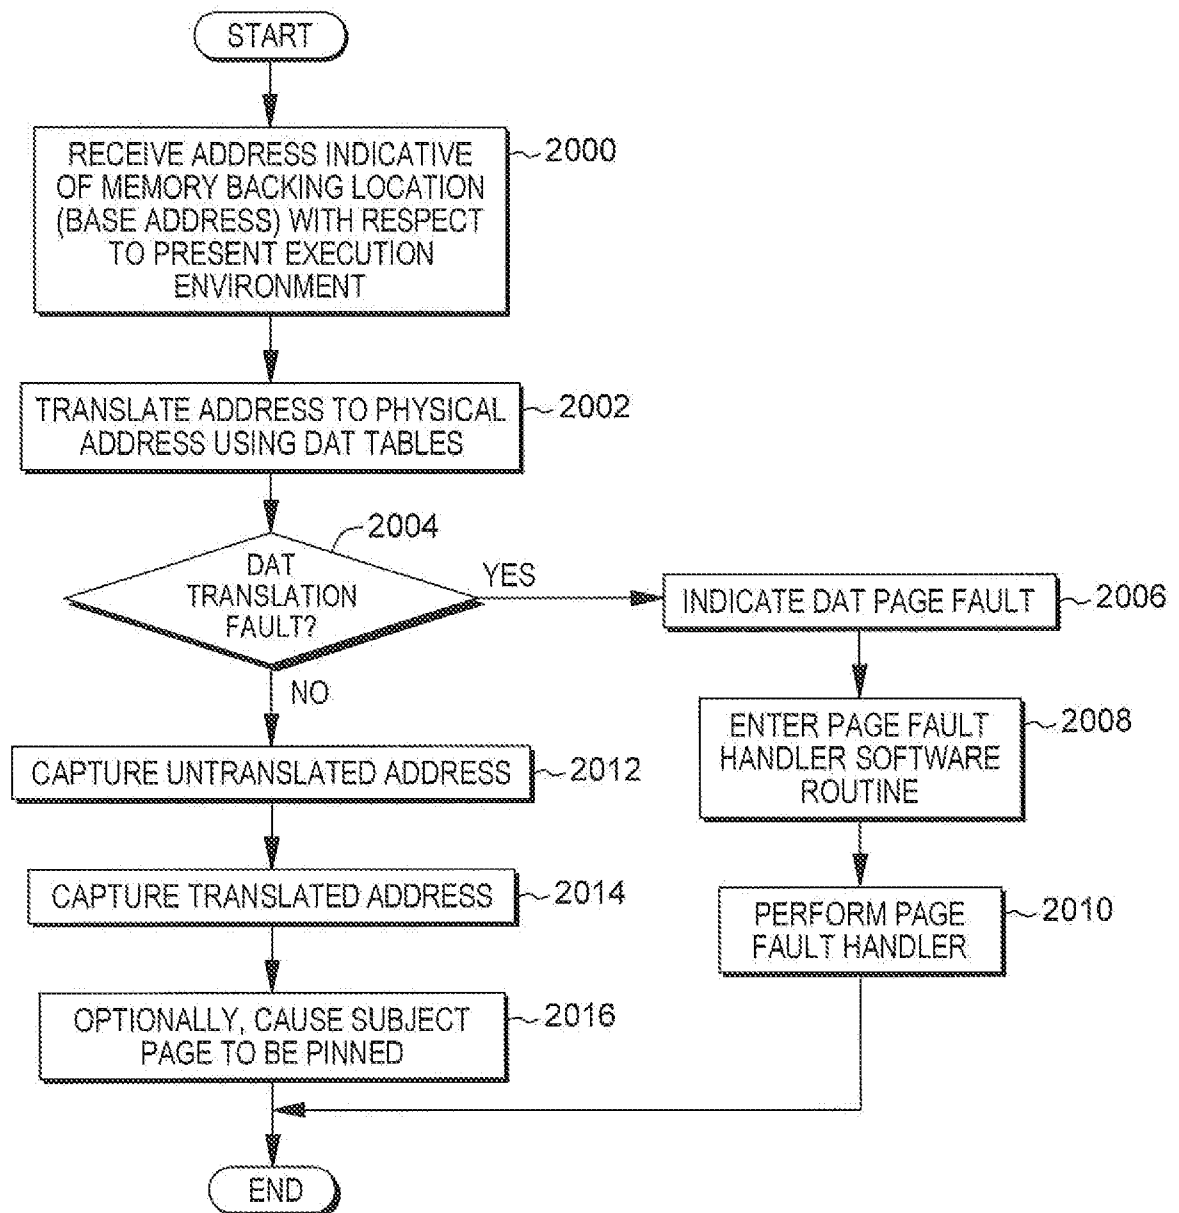 START
RECEIVE ADDRESS INDICATIVE
OF MEMORY BACKING LOCATION
(BASE ADDRESS) WITH RESPECT
TO PRESENT EXECUTION
ENVIRONMENT
2000
TRANSLATE ADDRESS TO PHYSICAL
ADDRESS USING DAT TABLES
2002
2004
DAT
TRANSLATION
FAULT?
YES
NO
INDICATE DAT PAGE FAULT
2006
ENTER PAGE FAULT
HANDLER SOFTWARE
ROUTINE
2008
PERFORM PAGE
FAULT HANDLER
2010
CAPTURE UNTRANSLATED ADDRESS
2012
CAPTURE TRANSLATED ADDRESS
2014
OPTIONALLY, CAUSE SUBJECT
PAGE TO BE PINNED
2016
END